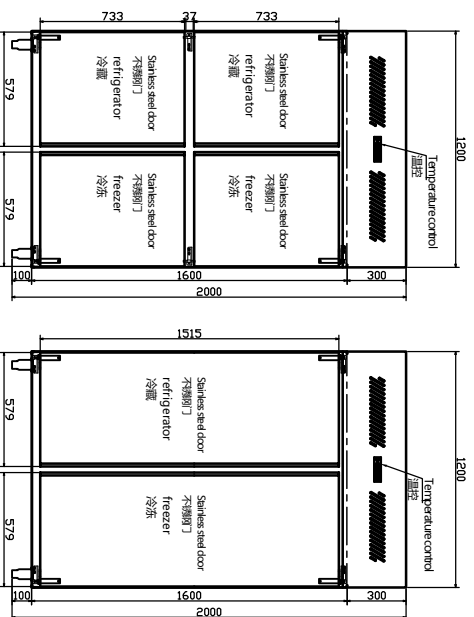 733
37
733
Stainless steel door
不锈钢门
refrigerator
冷藏
Stainless steel door
不锈钢门
refrigerator
冷藏
579
1200
Temperature control
温控
Stainless steel door
不锈钢门
freezer
冷冻
Stainless steel door
不锈钢门
freezer
冷冻
579
100
1600
300
2000
1515
Stainless steel door
不锈钢门
refrigerator
冷藏
579
1200
Temperature control
温控
Stainless steel door
不锈钢门
freezer
冷冻
579
100
1600
300
2000